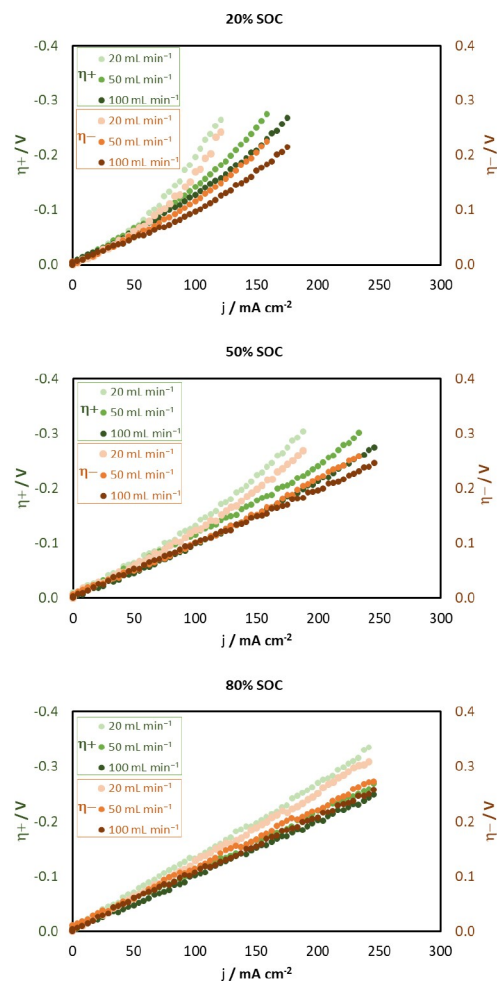 20% SOC
-0.4
-0.3
-0.2
-0.1
0.0
η+ / V
η+
20 mL min⁻¹
50 mL min⁻¹
100 mL min⁻¹
η−
20 mL min⁻¹
50 mL min⁻¹
100 mL min⁻¹
0.4
0.3
0.2
0.1
0.0
η− / V
0 50 100 150 200 250 300
j / mA cm⁻²
50% SOC
-0.4
-0.3
-0.2
-0.1
0.0
η+ / V
η+
20 mL min⁻¹
50 mL min⁻¹
100 mL min⁻¹
η−
20 mL min⁻¹
50 mL min⁻¹
100 mL min⁻¹
0.4
0.3
0.2
0.1
0.0
η− / V
0 50 100 150 200 250 300
j / mA cm⁻²
80% SOC
-0.4
-0.3
-0.2
-0.1
0.0
η+ / V
η+
20 mL min⁻¹
50 mL min⁻¹
100 mL min⁻¹
η−
20 mL min⁻¹
50 mL min⁻¹
100 mL min⁻¹
0.4
0.3
0.2
0.1
0.0
η− / V
0 50 100 150 200 250 300
j / mA cm⁻²